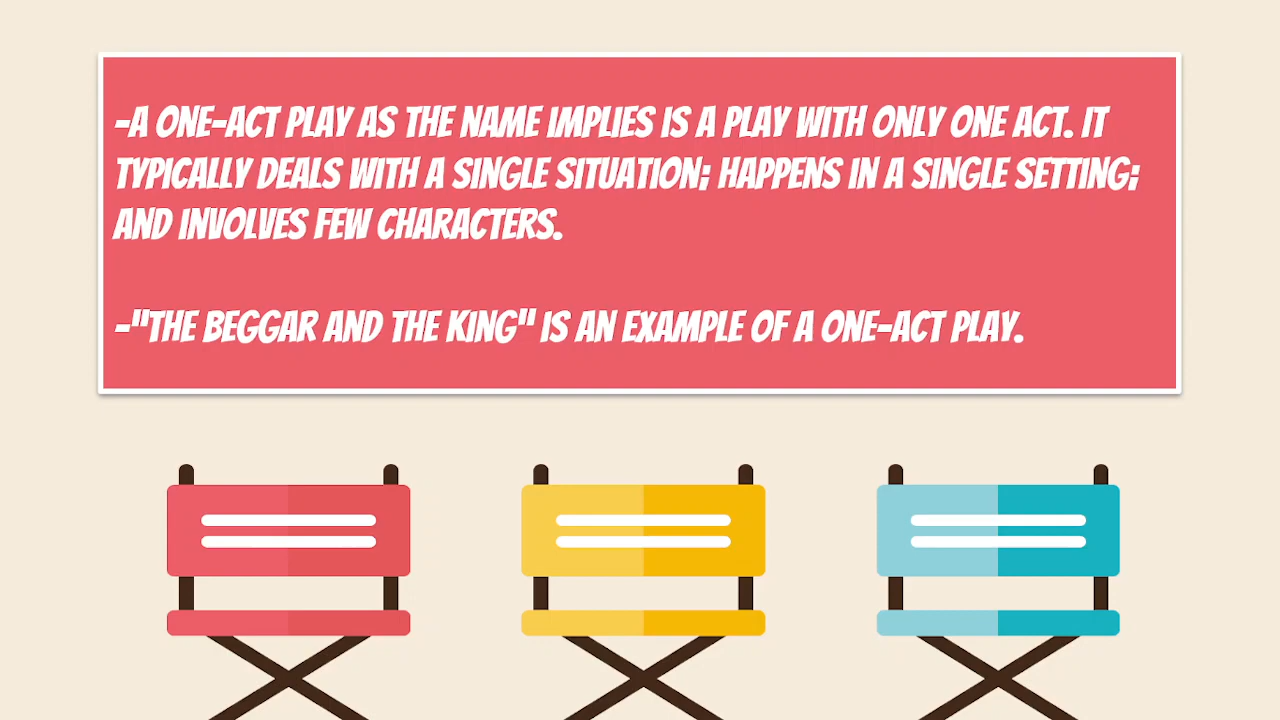 -A ONE-ACT PLAY AS THE NAME IMPLIES IS A PLAY WITH ONLY ONE ACT. IT
TYPICALLY DEALS WITH A SINGLE SITUATION; HAPPENS IN A SINGLE SETTING;
AND INVOLVES FEW CHARACTERS.
-"THE BEGGAR AND THE KING" IS AN EXAMPLE OF A ONE-ACT PLAY.